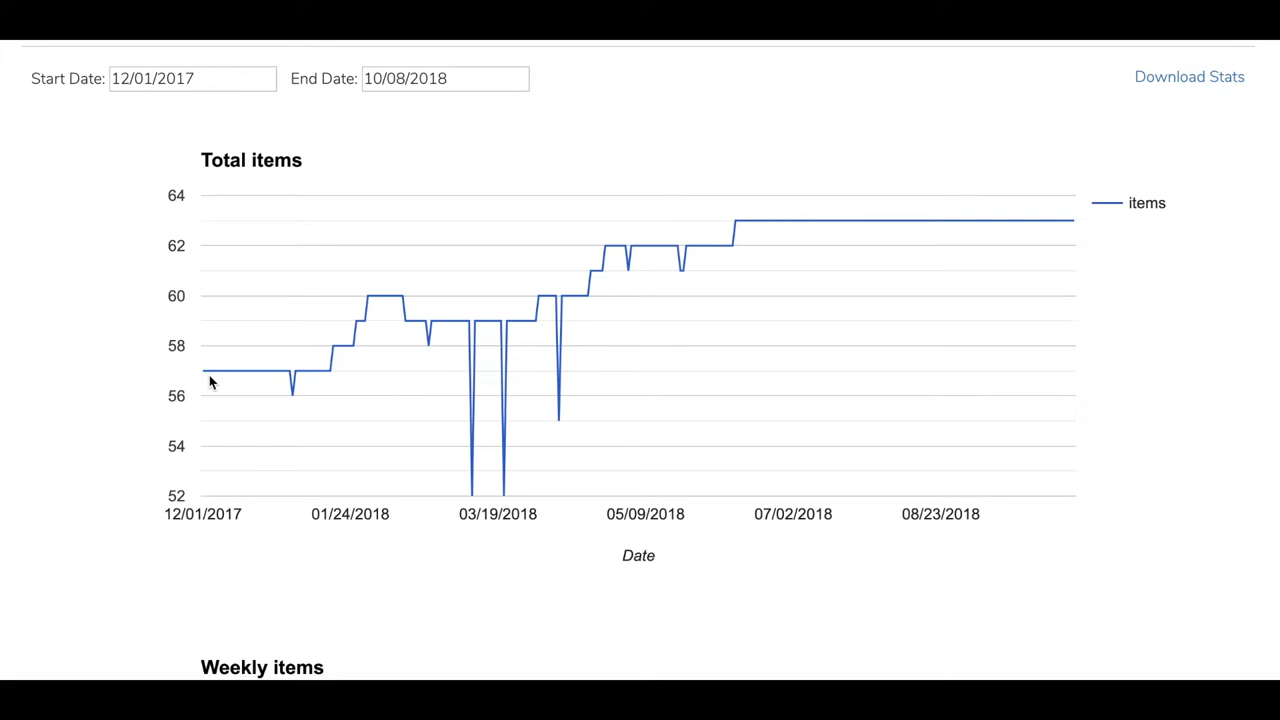 Start Date: 12/01/2017 End Date: 10/08/2018 Download Stats
Total items
64
items
62
60
58
56
54
52
12/01/2017 01/24/2018 03/19/2018 05/09/2018 07/02/2018 08/23/2018
Date
Weekly items